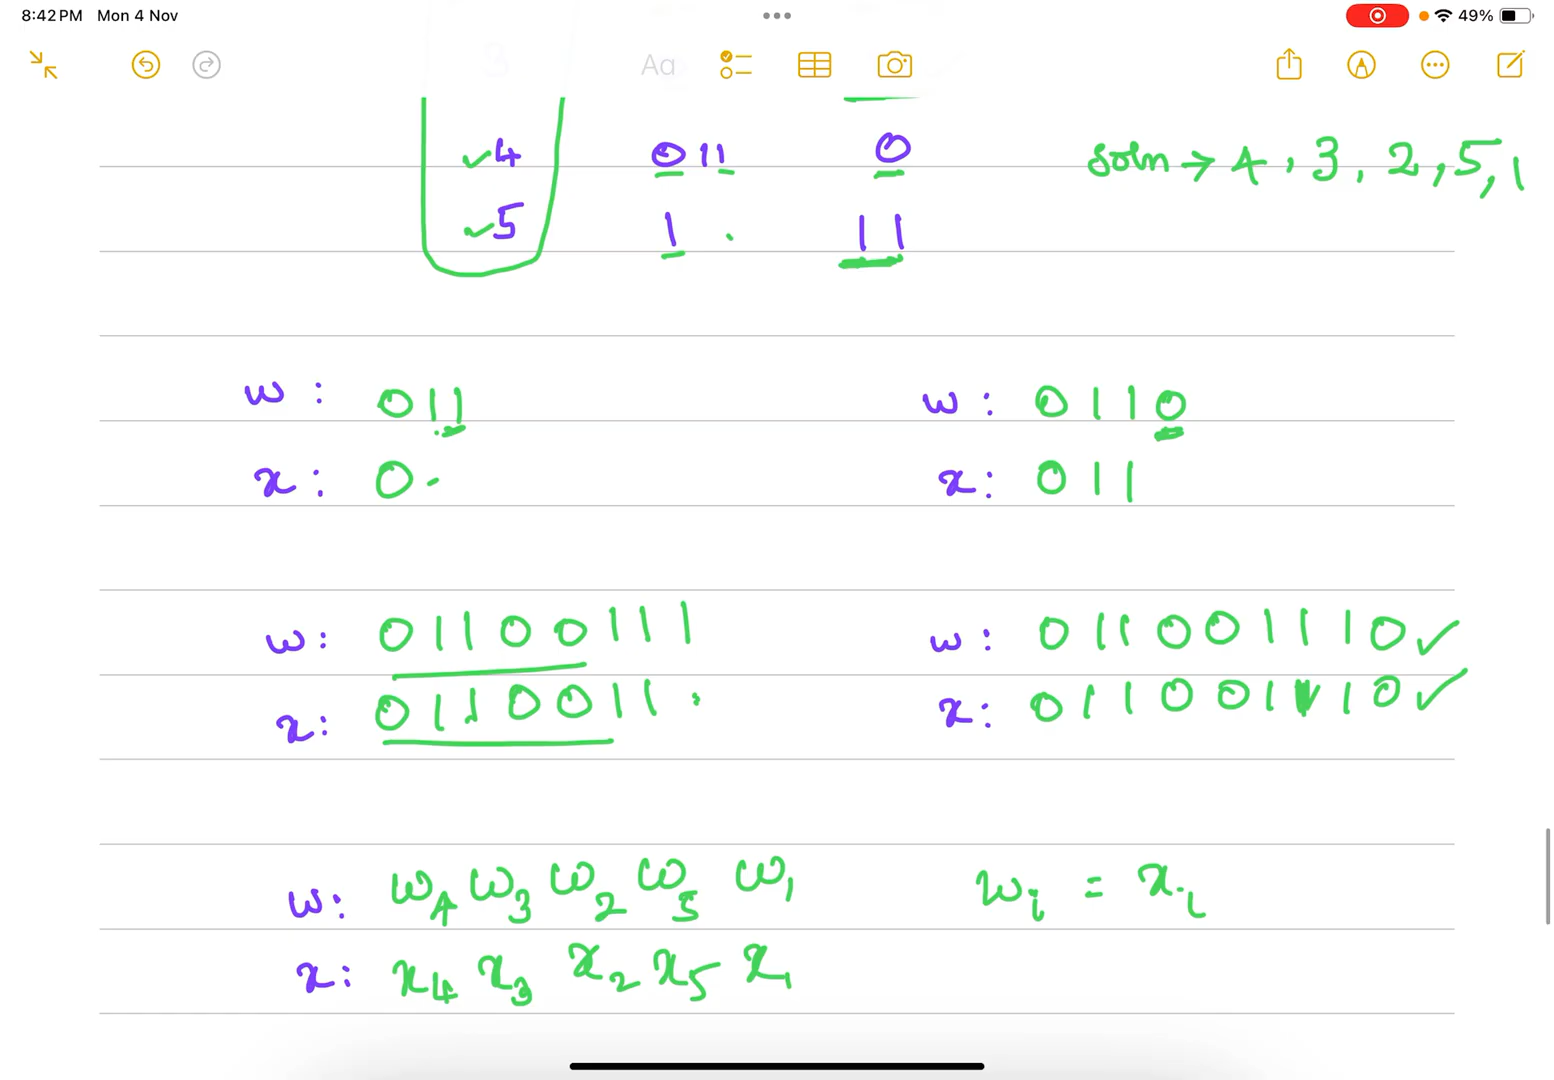 8:42 PM Mon 4 Nov
49%
Aa
✓4 011 0 soln → 4, 3, 2, 5, 1
✓5 1 11
w: 011 w: 0110
x: 0 x: 011
w: 01100111 w: 0110011110 ✓
x: 0110011 x: 011001110 ✓
w: w4 w3 w2 w5 w1 wi = xi
x: x4 x3 x2 x5 x1